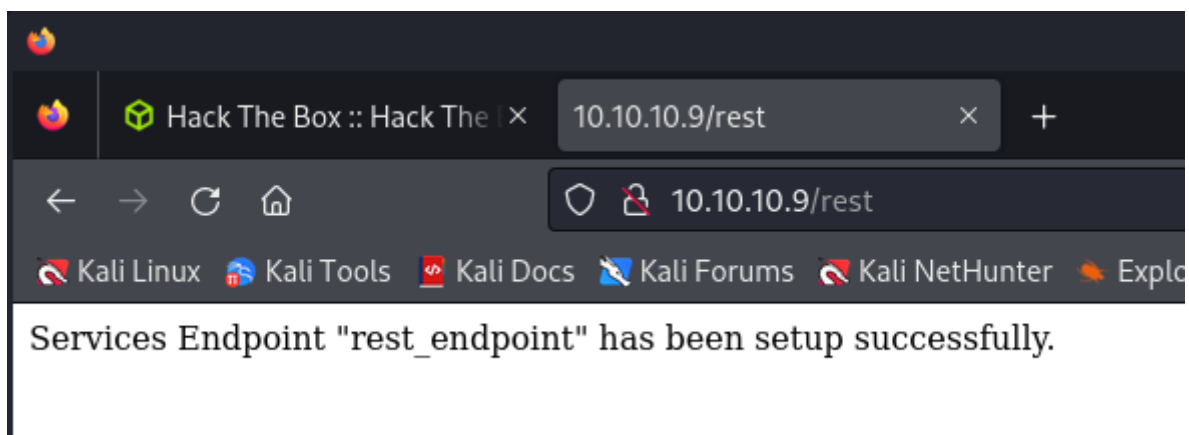 Hack The Box :: Hack The
10.10.10.9/rest
10.10.10.9/rest
Kali Linux Kali Tools Kali Docs Kali Forums Kali NetHunter Explo
Services Endpoint "rest_endpoint" has been setup successfully.